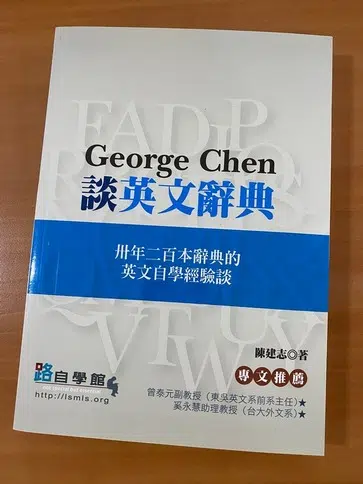 George Chen
談英文辭典
卅年二百本辭典的
英文自學經驗談
陳建志◎著
專文推薦
曾泰元副教授（東吳英文系前系主任）★
奚永慧助理教授（台大外文系）★
路自學館
http://lsmls.org